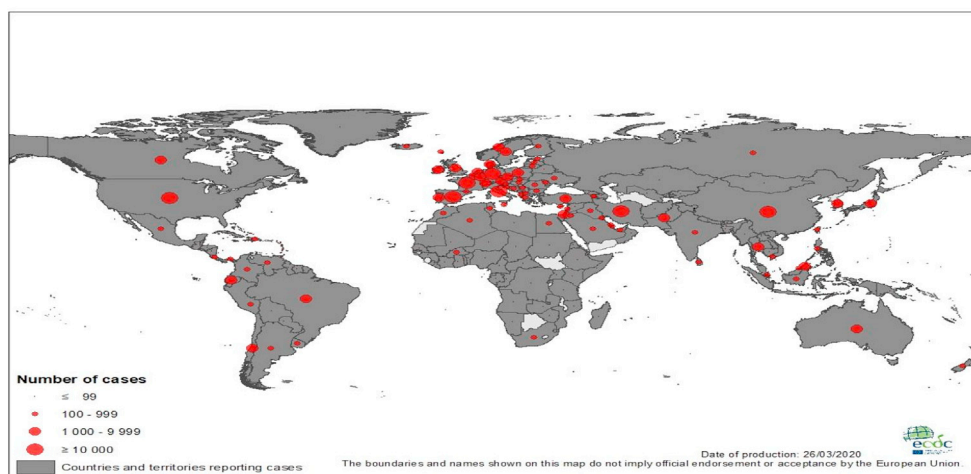 Number of cases
≤ 99
100 - 999
1 000 - 9 999
≥ 10 000
Countries and territories reporting cases
ecdc
Date of production: 26/03/2020
The boundaries and names shown on this map do not imply official endorsement or acceptance by the European Union